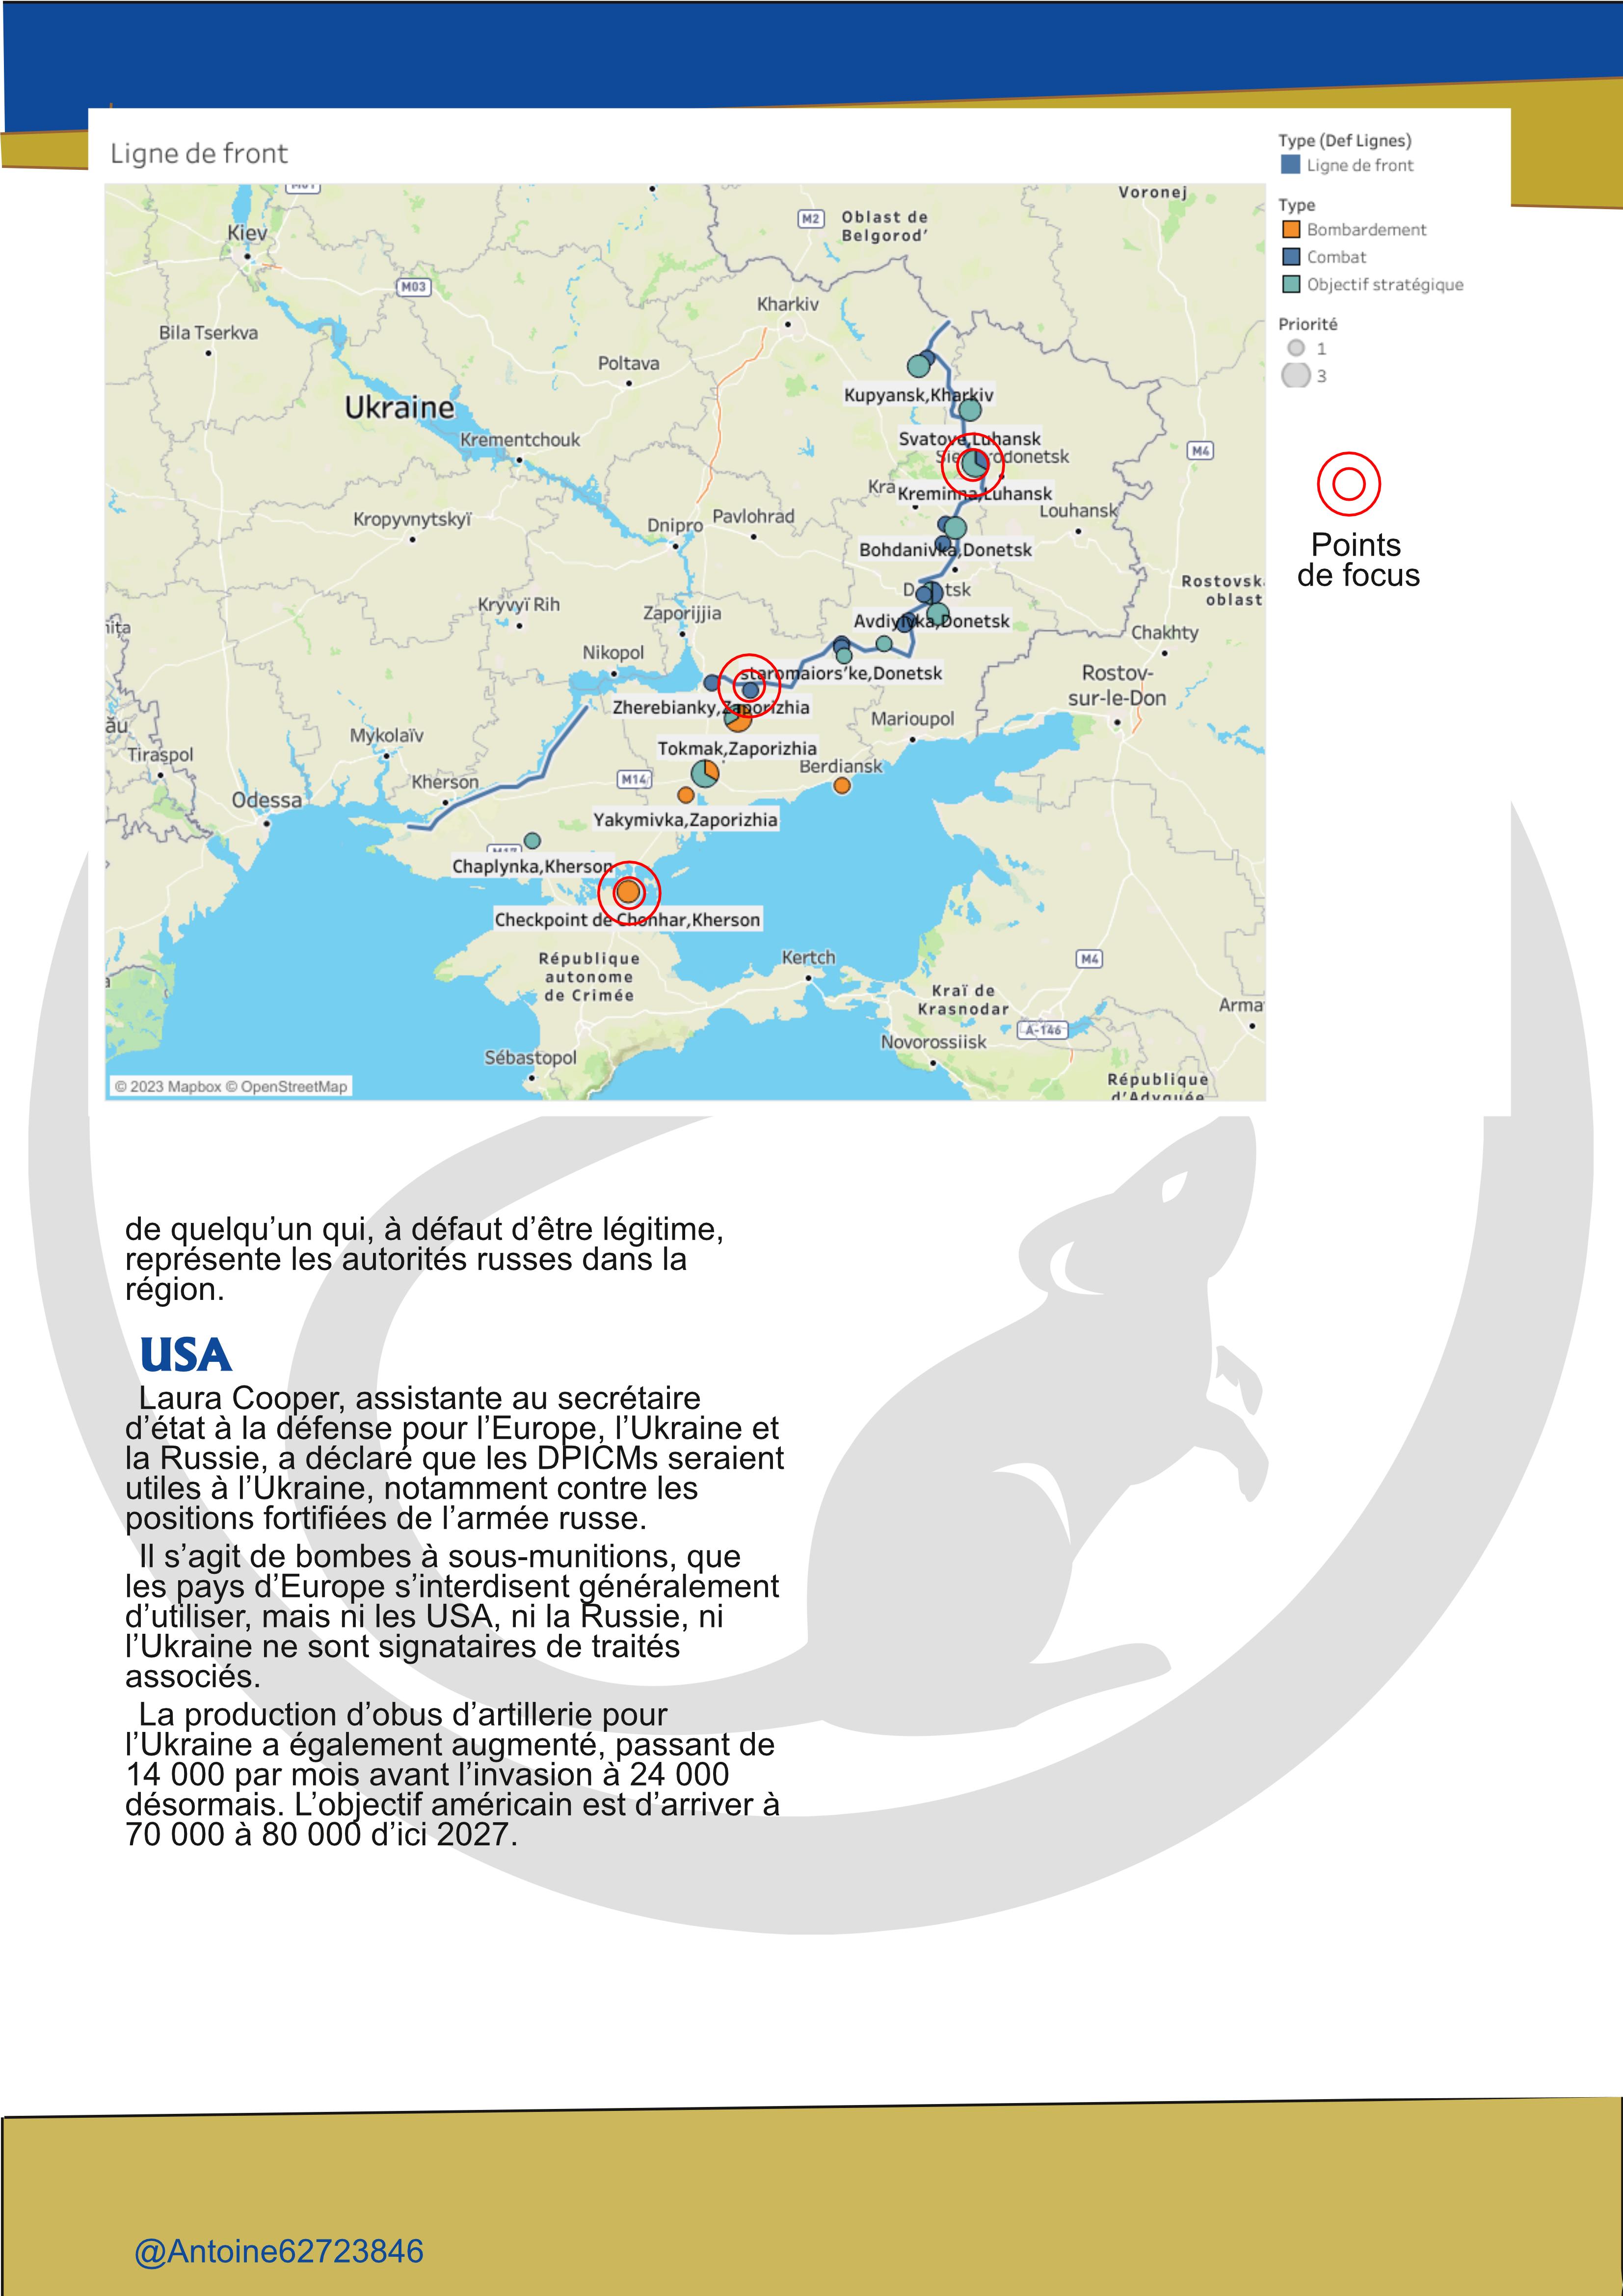 Ligne de front
Type (Def Lignes)
Ligne de front
Type
Bombardement
Combat
Objectif stratégique
Priorité
1
3
Points
de focus
Voronej
M2
Oblast de
Belgorod'
Kiev
M03
Kharkiv
Bila Tserkva
Poltava
Kupyansk,Kharkiv
Ukraine
Krementchouk
Svatove,Luhansk
M4
Kreminna,Luhansk
Louhansk
Kropyvnytskyï
Dnipro
Pavlohrad
Bohdanivka,Donetsk
Rostovsk
oblast
Kryvyï Rih
Zaporijjia
Avdiyivka,Donetsk
Chakhty
Nikopol
staromaiors'ke,Donetsk
Rostov-
sur-le-Don
Zherebianky,Zaporizhia
Marioupol
Mykolaïv
Tiraspol
Tokmak,Zaporizhia
Berdiansk
Kherson
M14
Odessa
Yakymivka,Zaporizhia
Chaplynka,Kherson
Checkpoint de Chonhar,Kherson
République
autonome
de Crimée
Kertch
M4
Kraï de
Krasnodar
A-146
Novorossiisk
Sébastopol
République
d'Adyguée
© 2023 Mapbox © OpenStreetMap
de quelqu'un qui, à défaut d'être légitime,
représente les autorités russes dans la
région.
USA
Laura Cooper, assistante au secrétaire
d'état à la défense pour l'Europe, l'Ukraine et
la Russie, a déclaré que les DPICMs seraient
utiles à l'Ukraine, notamment contre les
positions fortifiées de l'armée russe.
Il s'agit de bombes à sous-munitions, que
les pays d'Europe s'interdisent généralement
d'utiliser, mais ni les USA, ni la Russie, ni
l'Ukraine ne sont signataires de traités
associés.
La production d'obus d'artillerie pour
l'Ukraine a également augmenté, passant de
14 000 par mois avant l'invasion à 24 000
désormais. L'objectif américain est d'arriver à
70 000 à 80 000 d'ici 2027.
@Antoine62723846